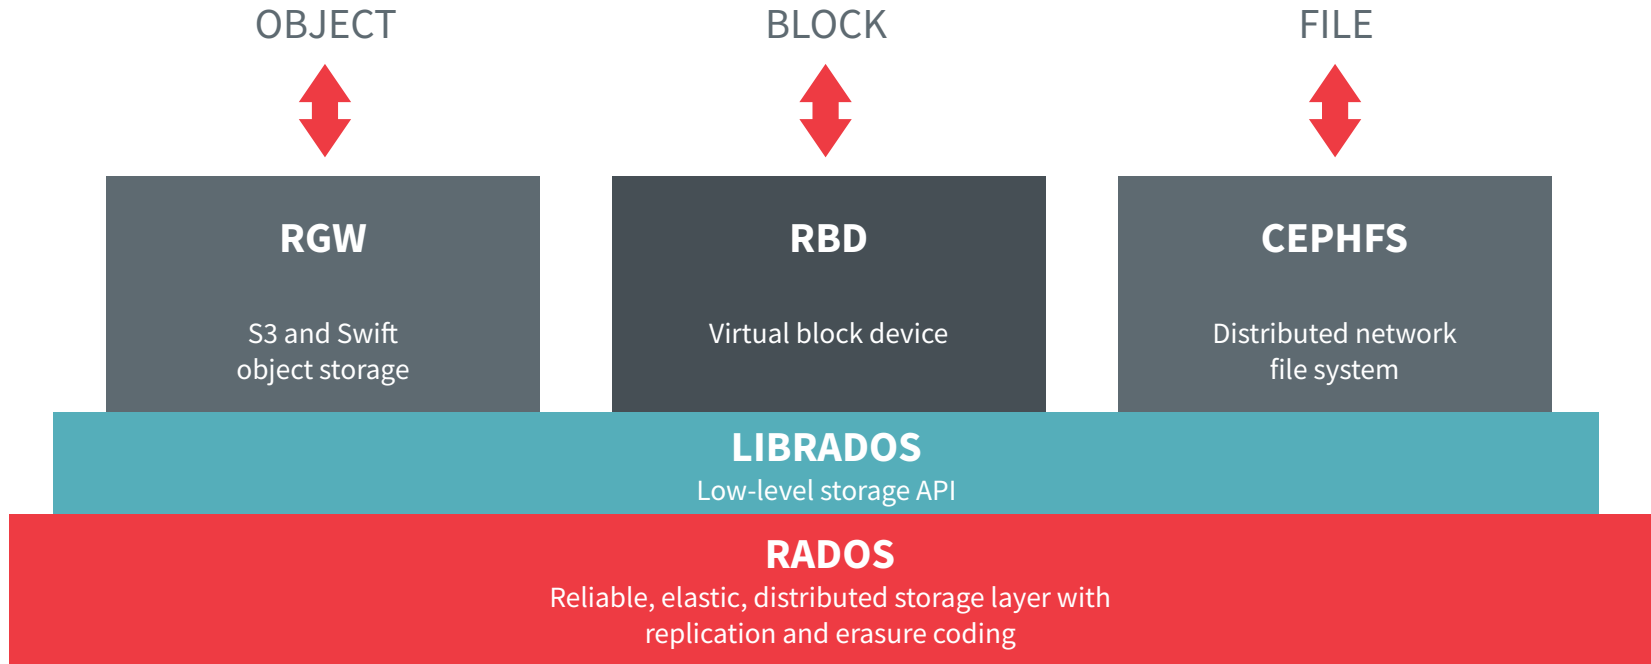 OBJECT
BLOCK
FILE
RGW
S3 and Swift
object storage
RBD
Virtual block device
CEPHFS
Distributed network
file system
LIBRADOS
Low-level storage API
RADOS
Reliable, elastic, distributed storage layer with
replication and erasure coding